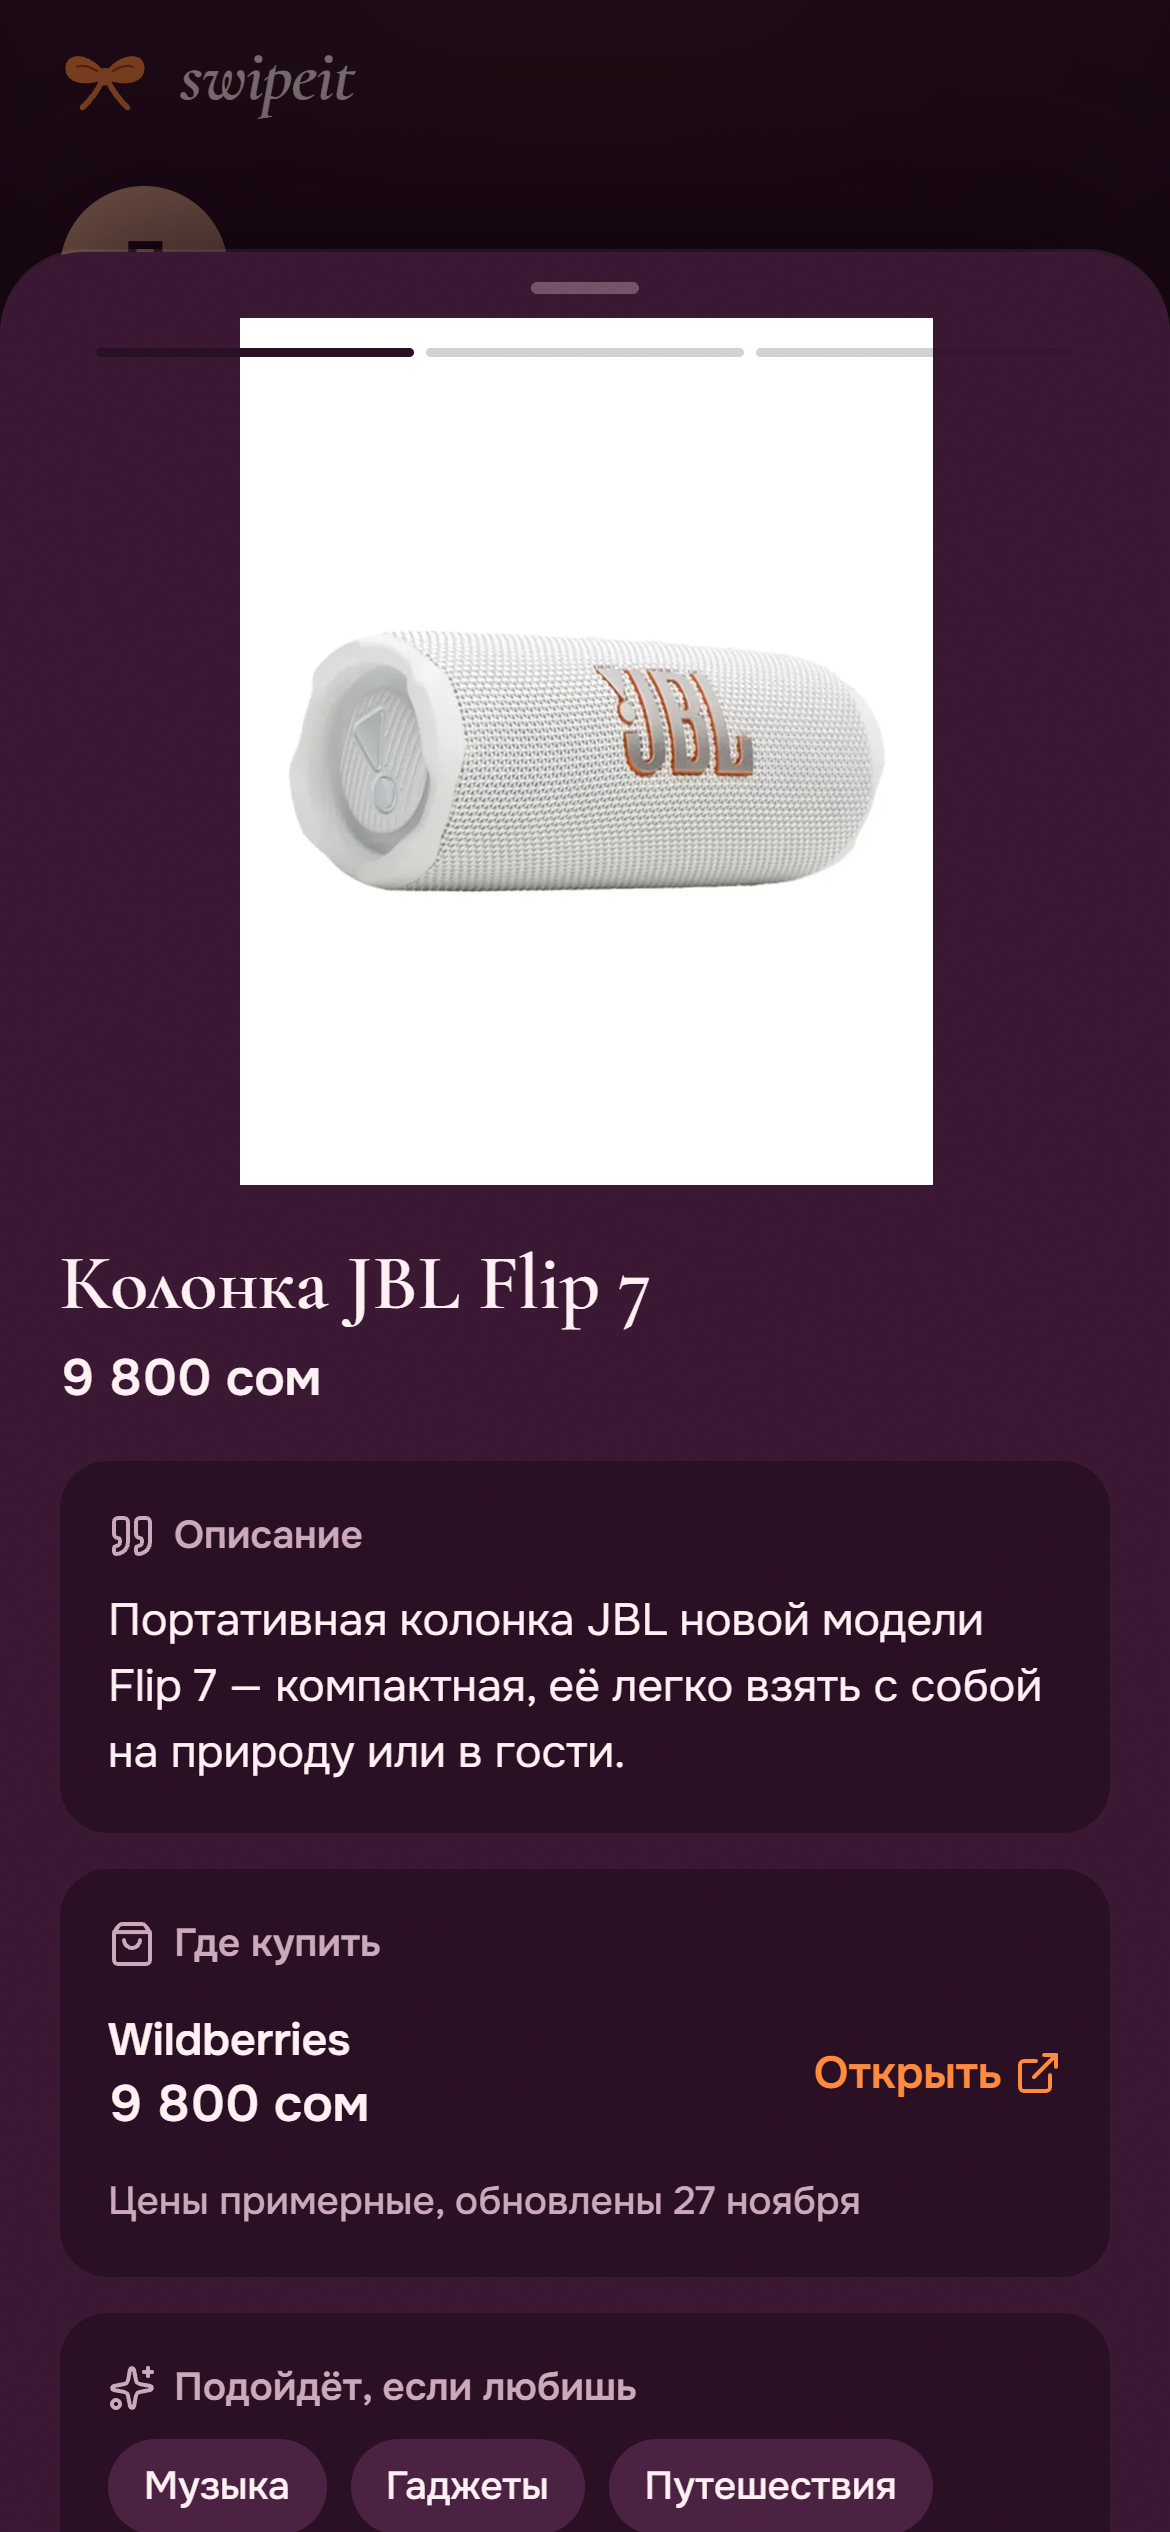 swipeit
JBL
Колонка JBL Flip 7
9 800 сом
Описание
Портативная колонка JBL новой модели
Flip 7 — компактная, её легко взять с собой
на природу или в гости.
Где купить
Wildberries
9 800 сом
Открыть
Цены примерные, обновлены 27 ноября
Подойдёт, если любишь
Музыка
Гаджеты
Путешествия